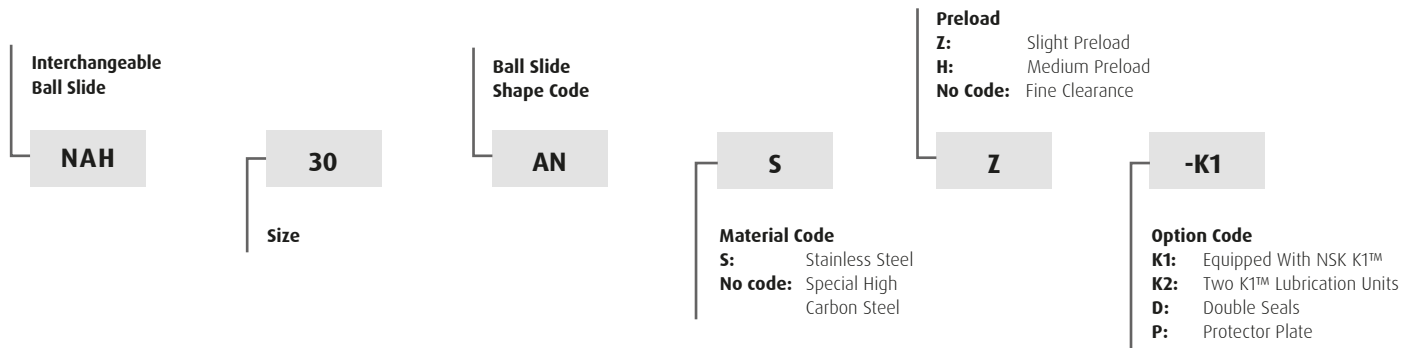 Preload
Z: Slight Preload
H: Medium Preload
No Code: Fine Clearance
Interchangeable
Ball Slide
Ball Slide
Shape Code
NAH
30
AN
S
Z
-K1
Size
Material Code
S: Stainless Steel
No code: Special High
Carbon Steel
Option Code
K1: Equipped With NSK K1™
K2: Two K1™ Lubrication Units
D: Double Seals
P: Protector Plate